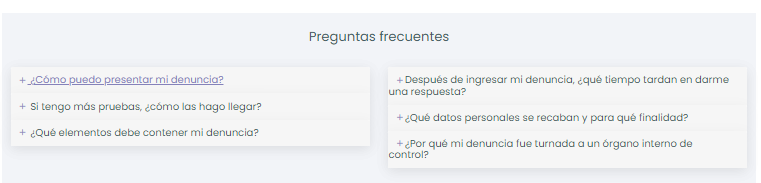 Preguntas frecuentes
+ ¿Cómo puedo presentar mi denuncia?
+ Si tengo más pruebas, ¿cómo las hago llegar?
+ ¿Qué elementos debe contener mi denuncia?
+ Después de ingresar mi denuncia, ¿qué tiempo tardan en darme
una respuesta?
+ ¿Qué datos personales se recaban y para qué finalidad?
+ ¿Por qué mi denuncia fue turnada a un órgano interno de
control?